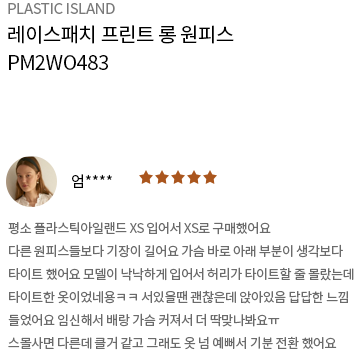 PLASTIC ISLAND
레이스패치 프린트 롱 원피스
PM2WO483
엄****
평소 플라스틱아일랜드 XS 입어서 XS로 구매했어요
다른 원피스들보다 기장이 길어요 가슴 바로 아래 부분이 생각보다
타이트 했어요 모델이 낙낙하게 입어서 허리가 타이트할 줄 몰랐는데
타이트한 옷이었네용ㅋㅋ 서있을땐 괜찮은데 앉아있음 답답한 느낌
들었어요 임신해서 배랑 가슴 커져서 더 딱맞나봐요ㅠ
스몰사면 다른데 클거 같고 그래도 옷 넘 예뻐서 기분 전환 했어요